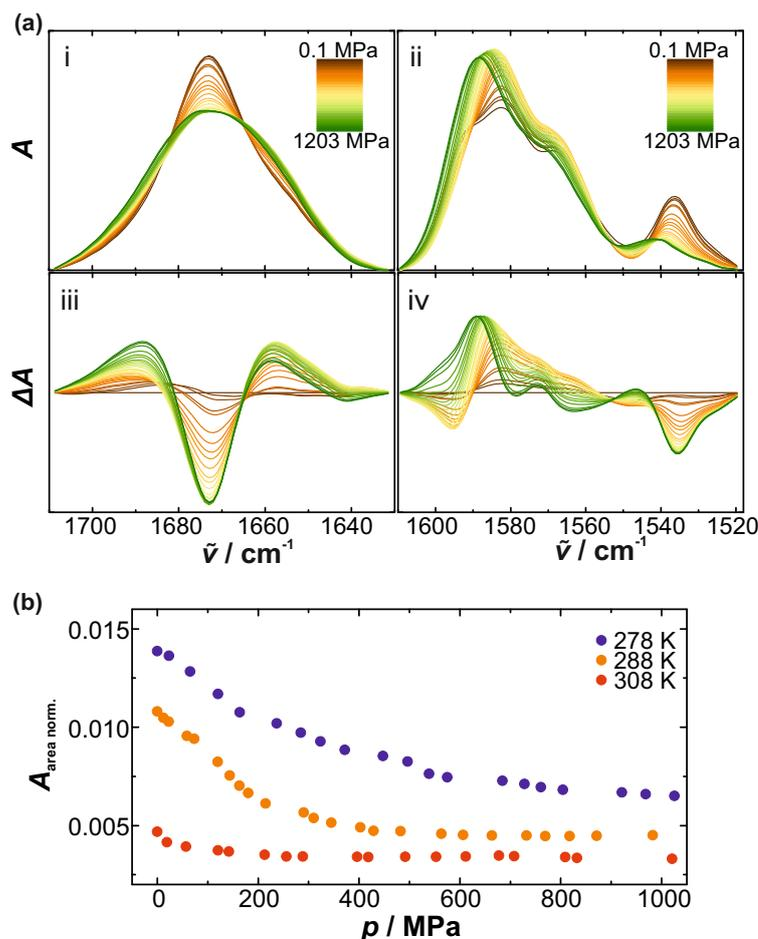 (a)
i
0.1 MPa
1203 MPa
ii
0.1 MPa
1203 MPa
A
iii
iv
ΔA
1700 1680 1660 1640
1600 1580 1560 1540 1520
ṽ / cm⁻¹
ṽ / cm⁻¹
(b)
0.015
0.010
0.005
A area norm.
278 K
288 K
308 K
0 200 400 600 800 1000
p / MPa